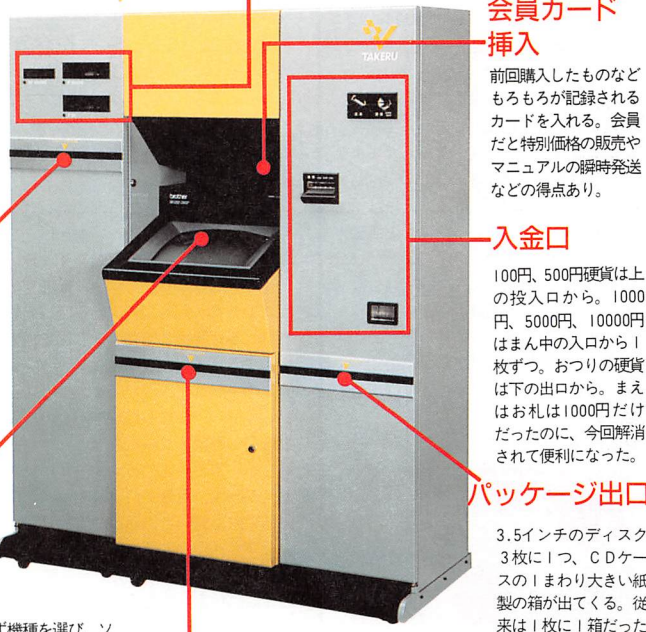 会員カード
挿入
前回購入したものなど
もろもろが記録される
カードを入れる。会員
だと特別価格の販売や
マニュアルの瞬時発送
などの得点あり。
TAKERU
brother
入金口
100円、500円硬貨は上
の投入口から。1000
円、5000円、10000円
はまん中の入口から1
枚ずつ。おつりの硬貨
は下の出口から。まえ
はお札は1000円だけ
だったのに、今回解消
されて便利になった。
パッケージ出口
3.5インチのディスク
3枚に1つ、CDケー
スの1まわり大きい紙
製の箱が出てくる。従
来は1枚に1箱だった
ず機種を選び、ソ